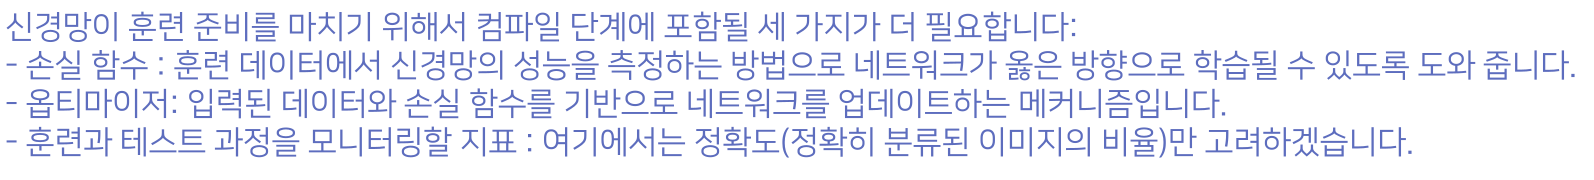 신경망이 훈련 준비를 마치기 위해서 컴파일 단계에 포함될 세 가지가 더 필요합니다:
- 손실 함수 : 훈련 데이터에서 신경망의 성능을 측정하는 방법으로 네트워크가 옳은 방향으로 학습될 수 있도록 도와 줍니다.
- 옵티마이저: 입력된 데이터와 손실 함수를 기반으로 네트워크를 업데이트하는 메커니즘입니다.
- 훈련과 테스트 과정을 모니터링할 지표 : 여기에서는 정확도(정확히 분류된 이미지의 비율)만 고려하겠습니다.